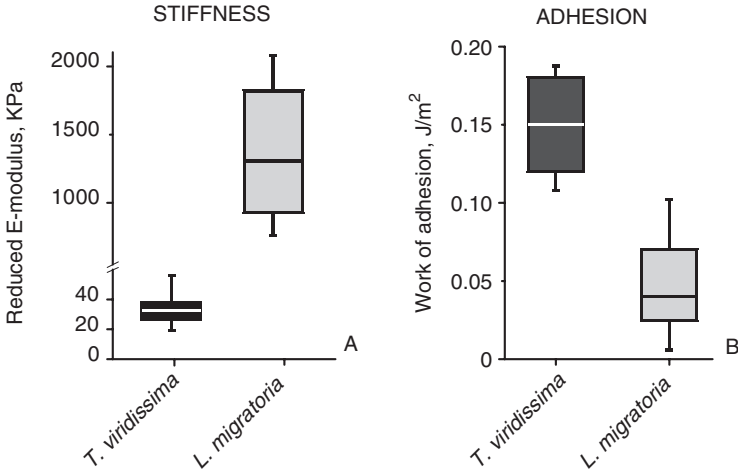 STIFFNESS
Reduced E-modulus, KPa
2000
1500
1000
40
20
0
A
T. viridissima
L. migratoria
ADHESION
Work of adhesion, J/m²
0.20
0.15
0.10
0.05
0
B
T. viridissima
L. migratoria